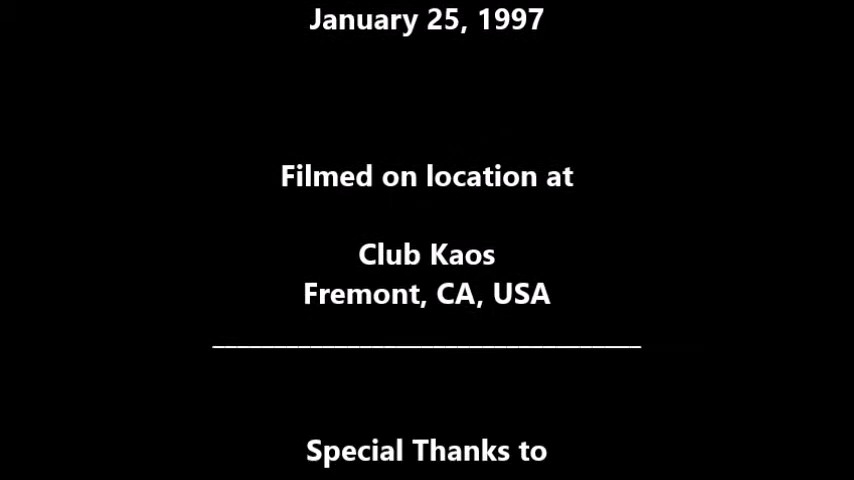 January 25, 1997
Filmed on location at
Club Kaos
Fremont, CA, USA
Special Thanks to